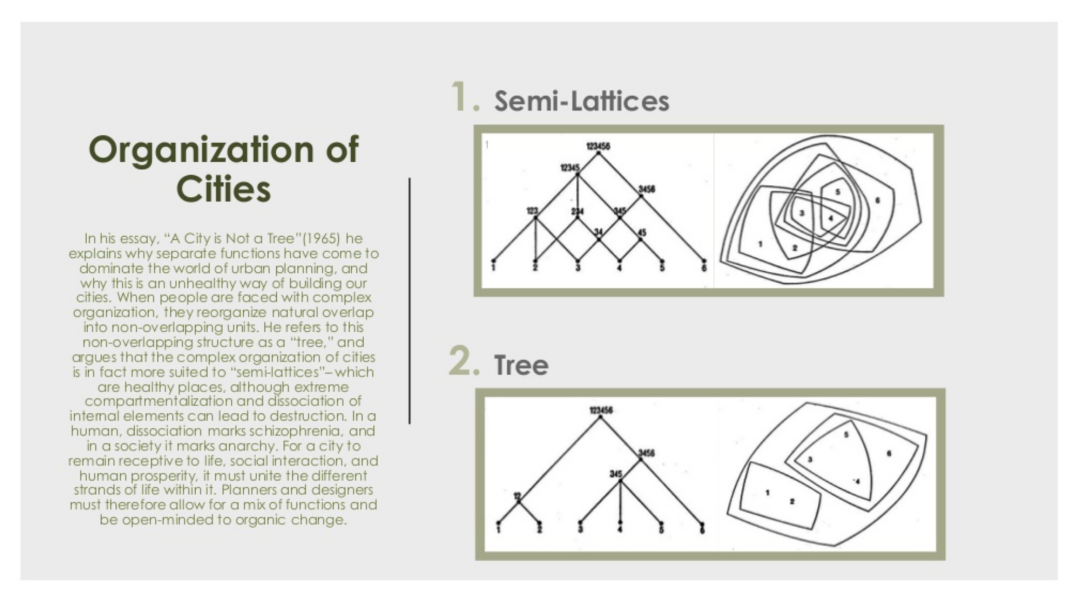 Organization of
Cities
In his essay, “A City is Not a Tree”(1965) he
explains why separate functions have come to
dominate the world of urban planning, and
why this is an unhealthy way of building our
cities. When people are faced with complex
organization, they reorganize natural overlap
into non-overlapping units. He refers to this
non-overlapping structure as a “tree,” and
argues that the complex organization of cities
is in fact more suited to “semi-lattices”– which
are healthy places, although extreme
compartmentalization and dissociation of
internal elements can lead to destruction. In a
human, dissociation marks schizophrenia, and
in a society it marks anarchy. For a city to
remain receptive to life, social interaction, and
human prosperity, it must unite the different
strands of life within it. Planners and designers
must therefore allow for a mix of functions and
be open-minded to organic change.
1. Semi-Lattices
1
123456
12345
3456
123 234 345
34 45
1 2 3 4 5 6
5
6
3 4
1 2
2. Tree
123456
3456
345
12
1 2 3 4 5 6
5
3 6
4
1 2